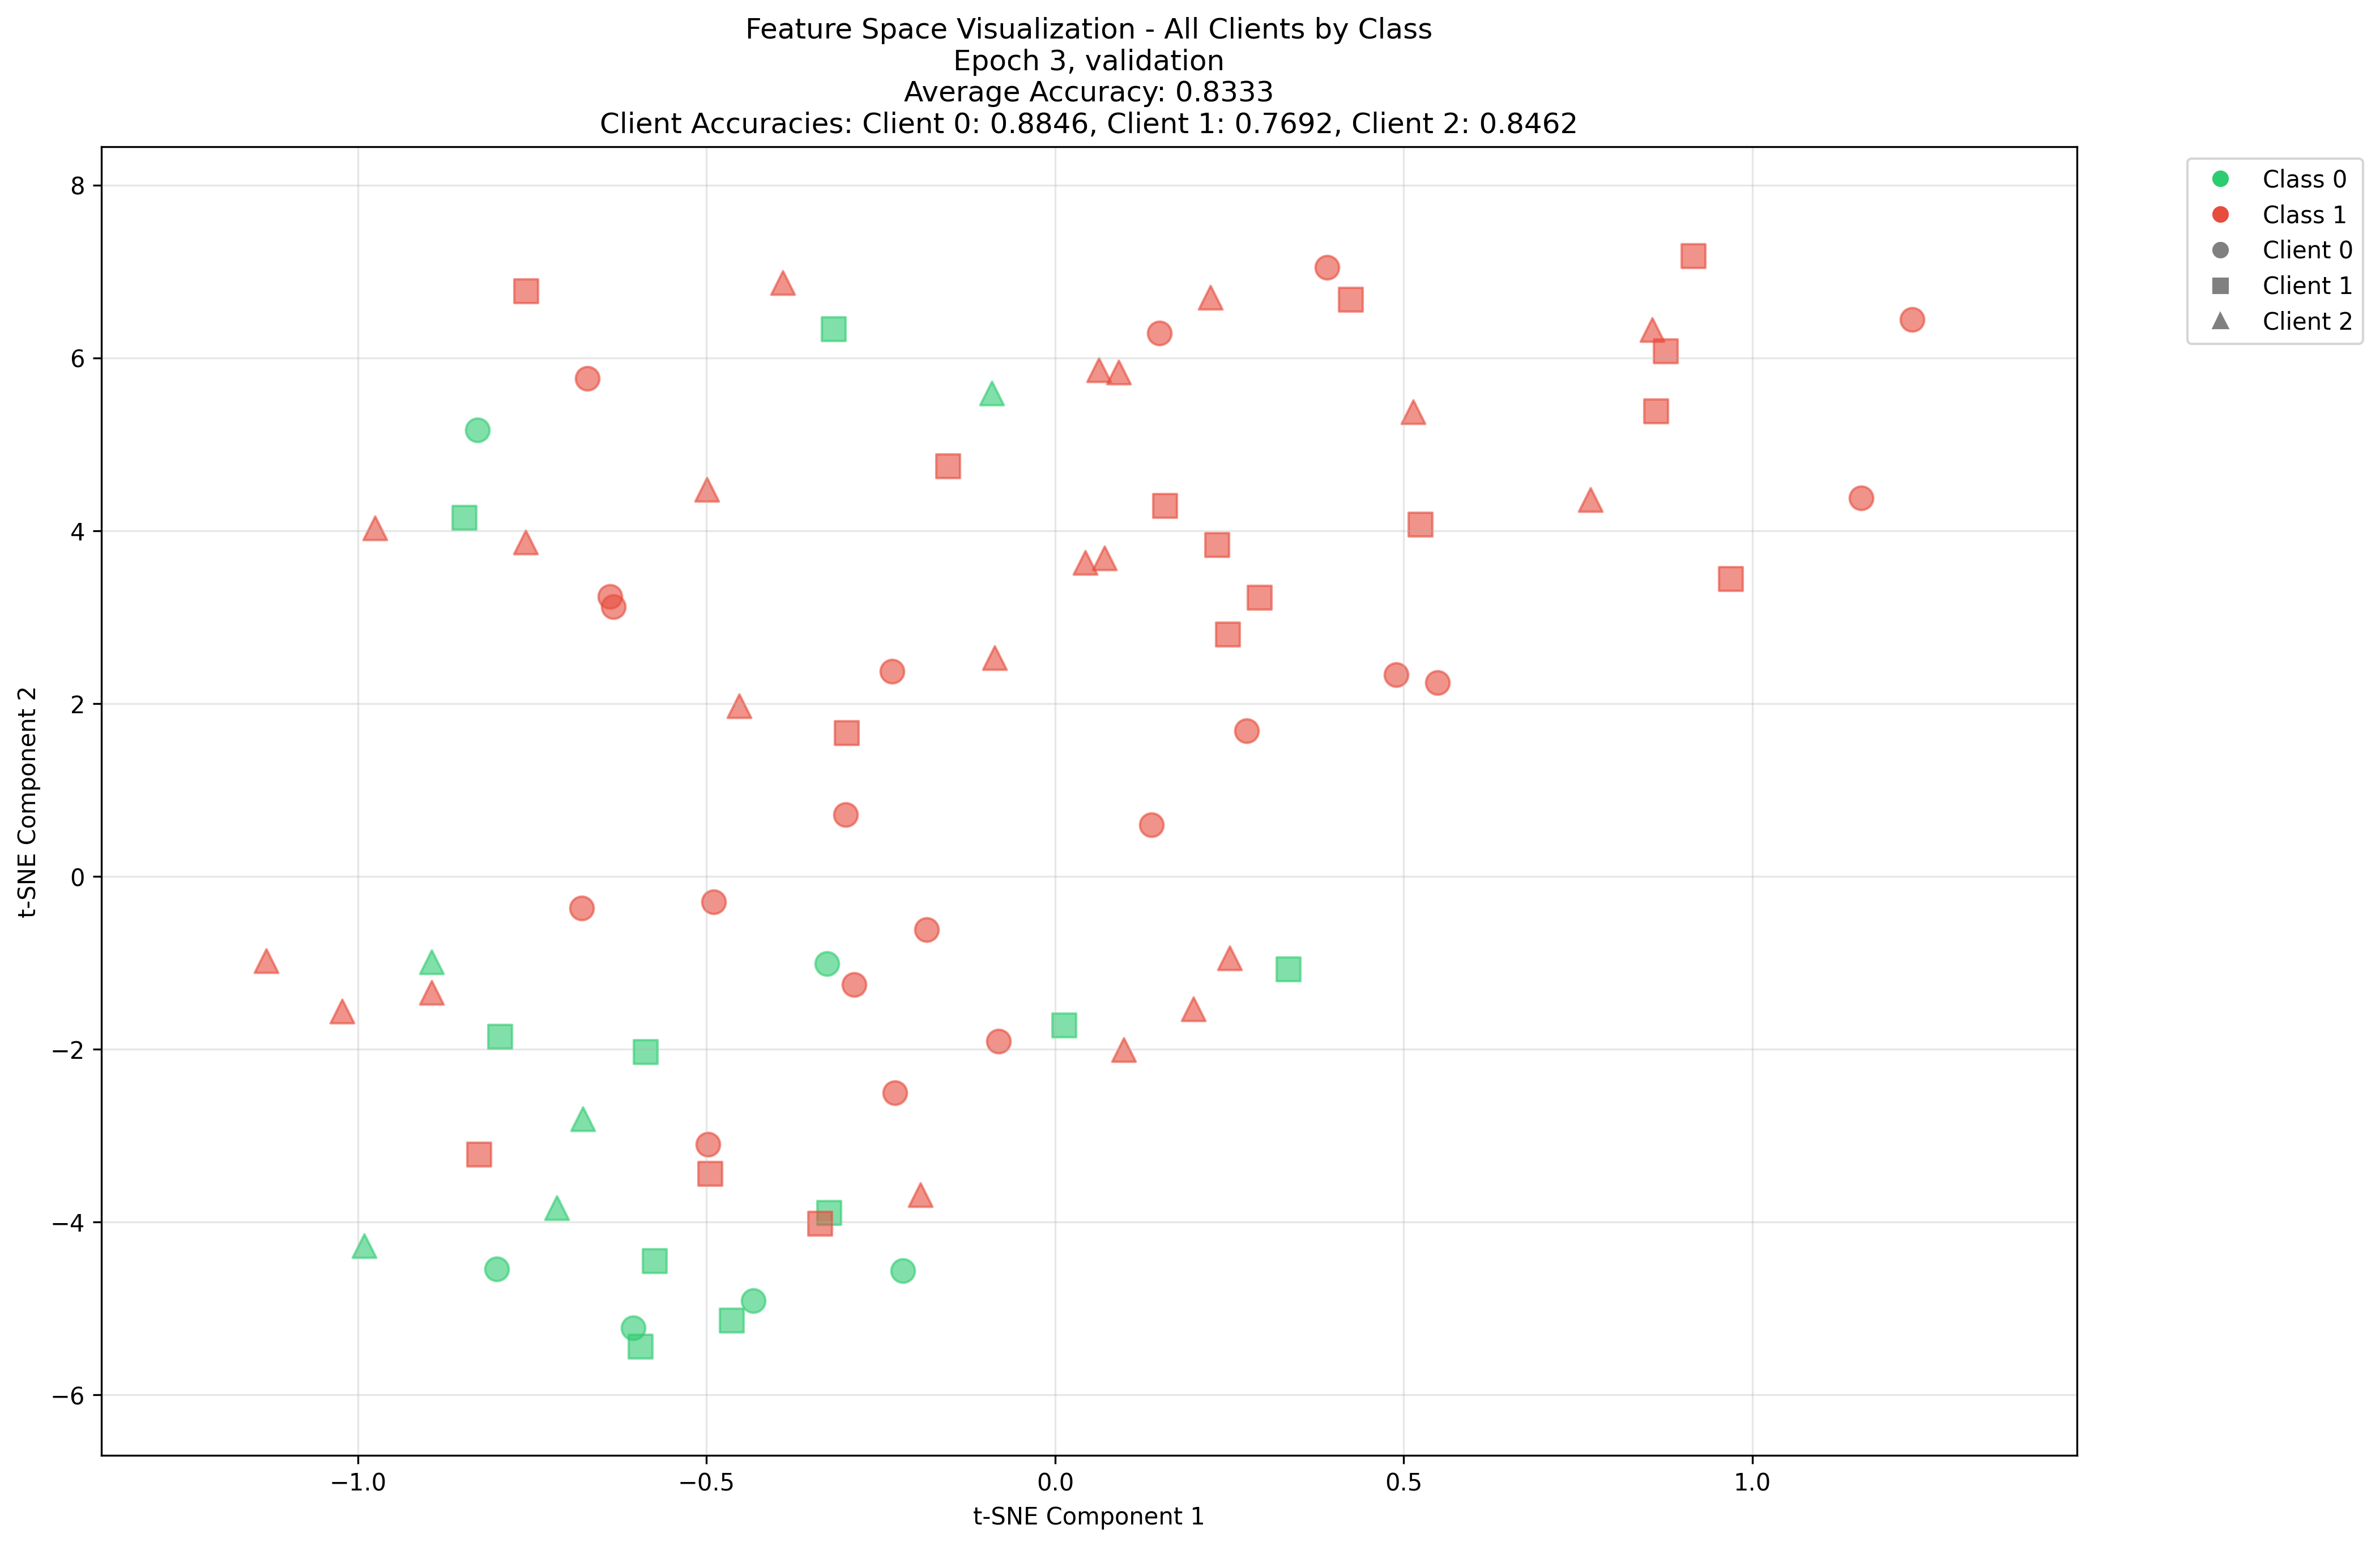 Feature Space Visualization - All Clients by Class
Epoch 3, validation
Average Accuracy: 0.8333
Client Accuracies: Client 0: 0.8846, Client 1: 0.7692, Client 2: 0.8462
Class 0
Class 1
Client 0
Client 1
Client 2
t-SNE Component 2
8
6
4
2
0
−2
−4
−6
−1.0
−0.5
0.0
0.5
1.0
t-SNE Component 1